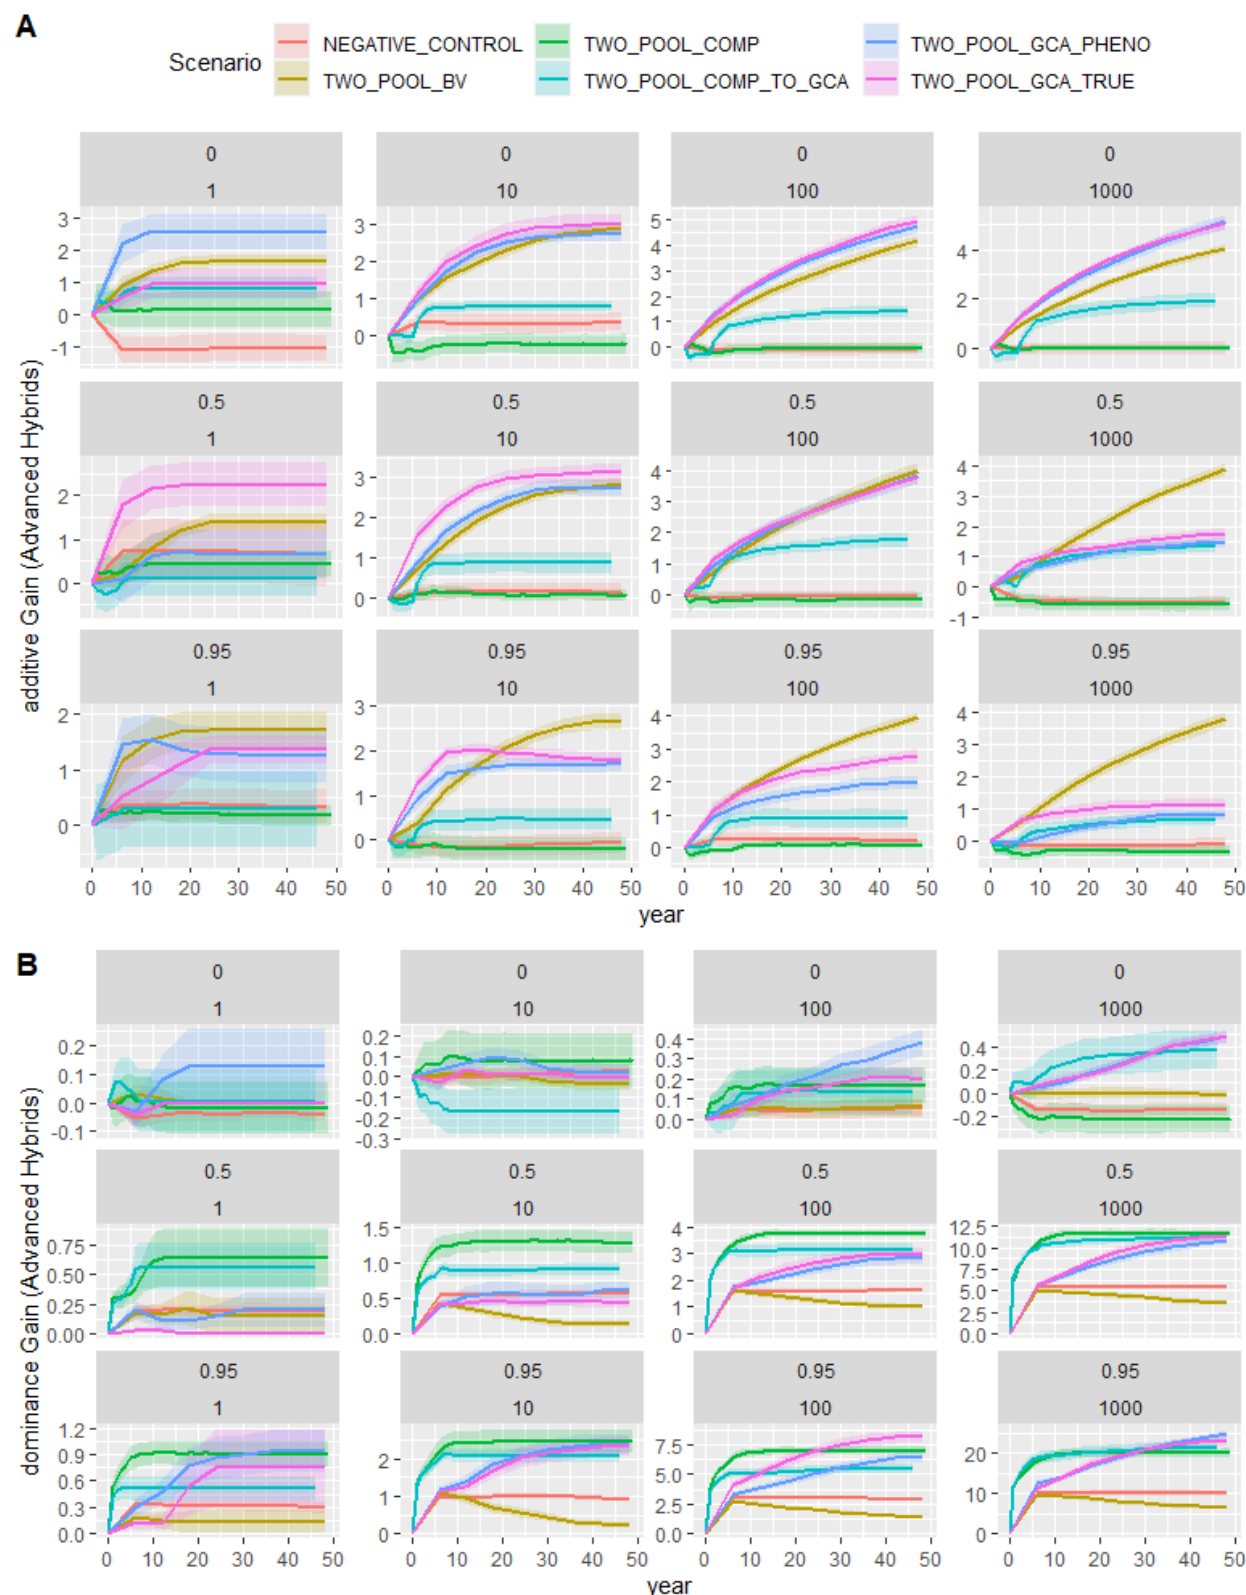 A
Scenario
NEGATIVE_CONTROL TWO_POOL_COMP TWO_POOL_GCA_PHENO
TWO_POOL_BV TWO_POOL_COMP_TO_GCA TWO_POOL_GCA_TRUE
additive Gain (Advanced Hybrids)
0 0 0 0
1 10 100 1000
3 2 1 0 -1
3 2 1 0
5 4 3 2 1 0
4 2 0
0.5 0.5 0.5 0.5
1 10 100 1000
2 1 0
3 2 1 0
4 3 2 1 0
4 3 2 1 0 -1
0.95 0.95 0.95 0.95
1 10 100 1000
2 1 0
3 2 1 0
4 3 2 1 0
4 3 2 1 0
0 10 20 30 40 50 0 10 20 30 40 50 0 10 20 30 40 50 0 10 20 30 40 50
year
B
dominance Gain (Advanced Hybrids)
0 0 0 0
1 10 100 1000
0.2 0.1 0.0 -0.1
0.2 0.1 0.0 -0.1 -0.2 -0.3
0.4 0.3 0.2 0.1 0.0
0.4 0.2 0.0 -0.2
0.5 0.5 0.5 0.5
1 10 100 1000
0.75 0.50 0.25 0.00
1.5 1.0 0.5 0.0
4 3 2 1 0
12.5 10.0 7.5 5.0 2.5 0.0
0.95 0.95 0.95 0.95
1 10 100 1000
1.2 0.9 0.6 0.3 0.0
2 1 0
7.5 5.0 2.5 0.0
20 10 0
0 10 20 30 40 50 0 10 20 30 40 50 0 10 20 30 40 50 0 10 20 30 40 50
year